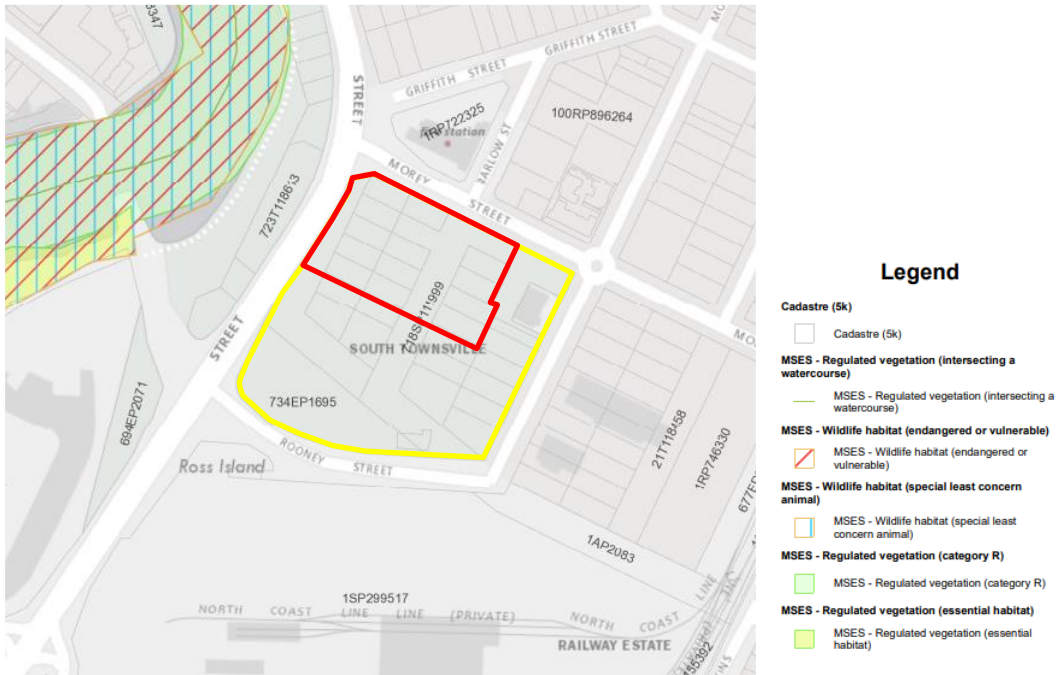 3347
STREET
GRIFFITH STREET
GRIFFITH STREET
1RP722325
station
100RP896264
BARLOW ST
MOREY STREET
723T118613
SOUTH TOWNSVILLE
STREET
734EP1695
694EP2071
ROONEY STREET
Ross Island
21T118458
1RP746330
1AP2083
1SP299517
NORTH COAST LINE LINE (PRIVATE) NORTH COAST LINE
RAILWAY ESTATE
Legend
Cadastre (5k)
Cadastre (5k)
MSES - Regulated vegetation (intersecting a
watercourse)
MSES - Regulated vegetation (intersecting a
watercourse)
MSES - Wildlife habitat (endangered or vulnerable)
MSES - Wildlife habitat (endangered or
vulnerable)
MSES - Wildlife habitat (special least concern
animal)
MSES - Wildlife habitat (special least
concern animal)
MSES - Regulated vegetation (category R)
MSES - Regulated vegetation (category R)
MSES - Regulated vegetation (essential habitat)
MSES - Regulated vegetation (essential
habitat)